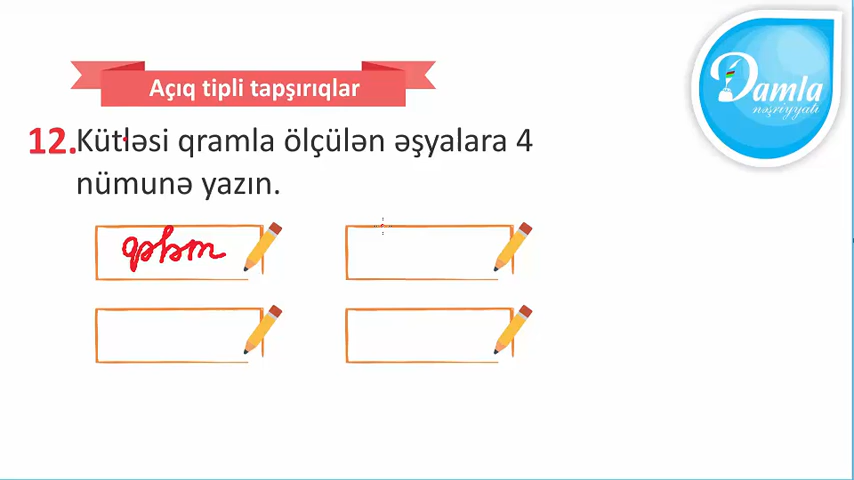 Damla
nəşriyyatı
Açıq tipli tapşırıqlar
12. Kütləsi qramla ölçülən əşyalara 4
nümunə yazın.
qələm